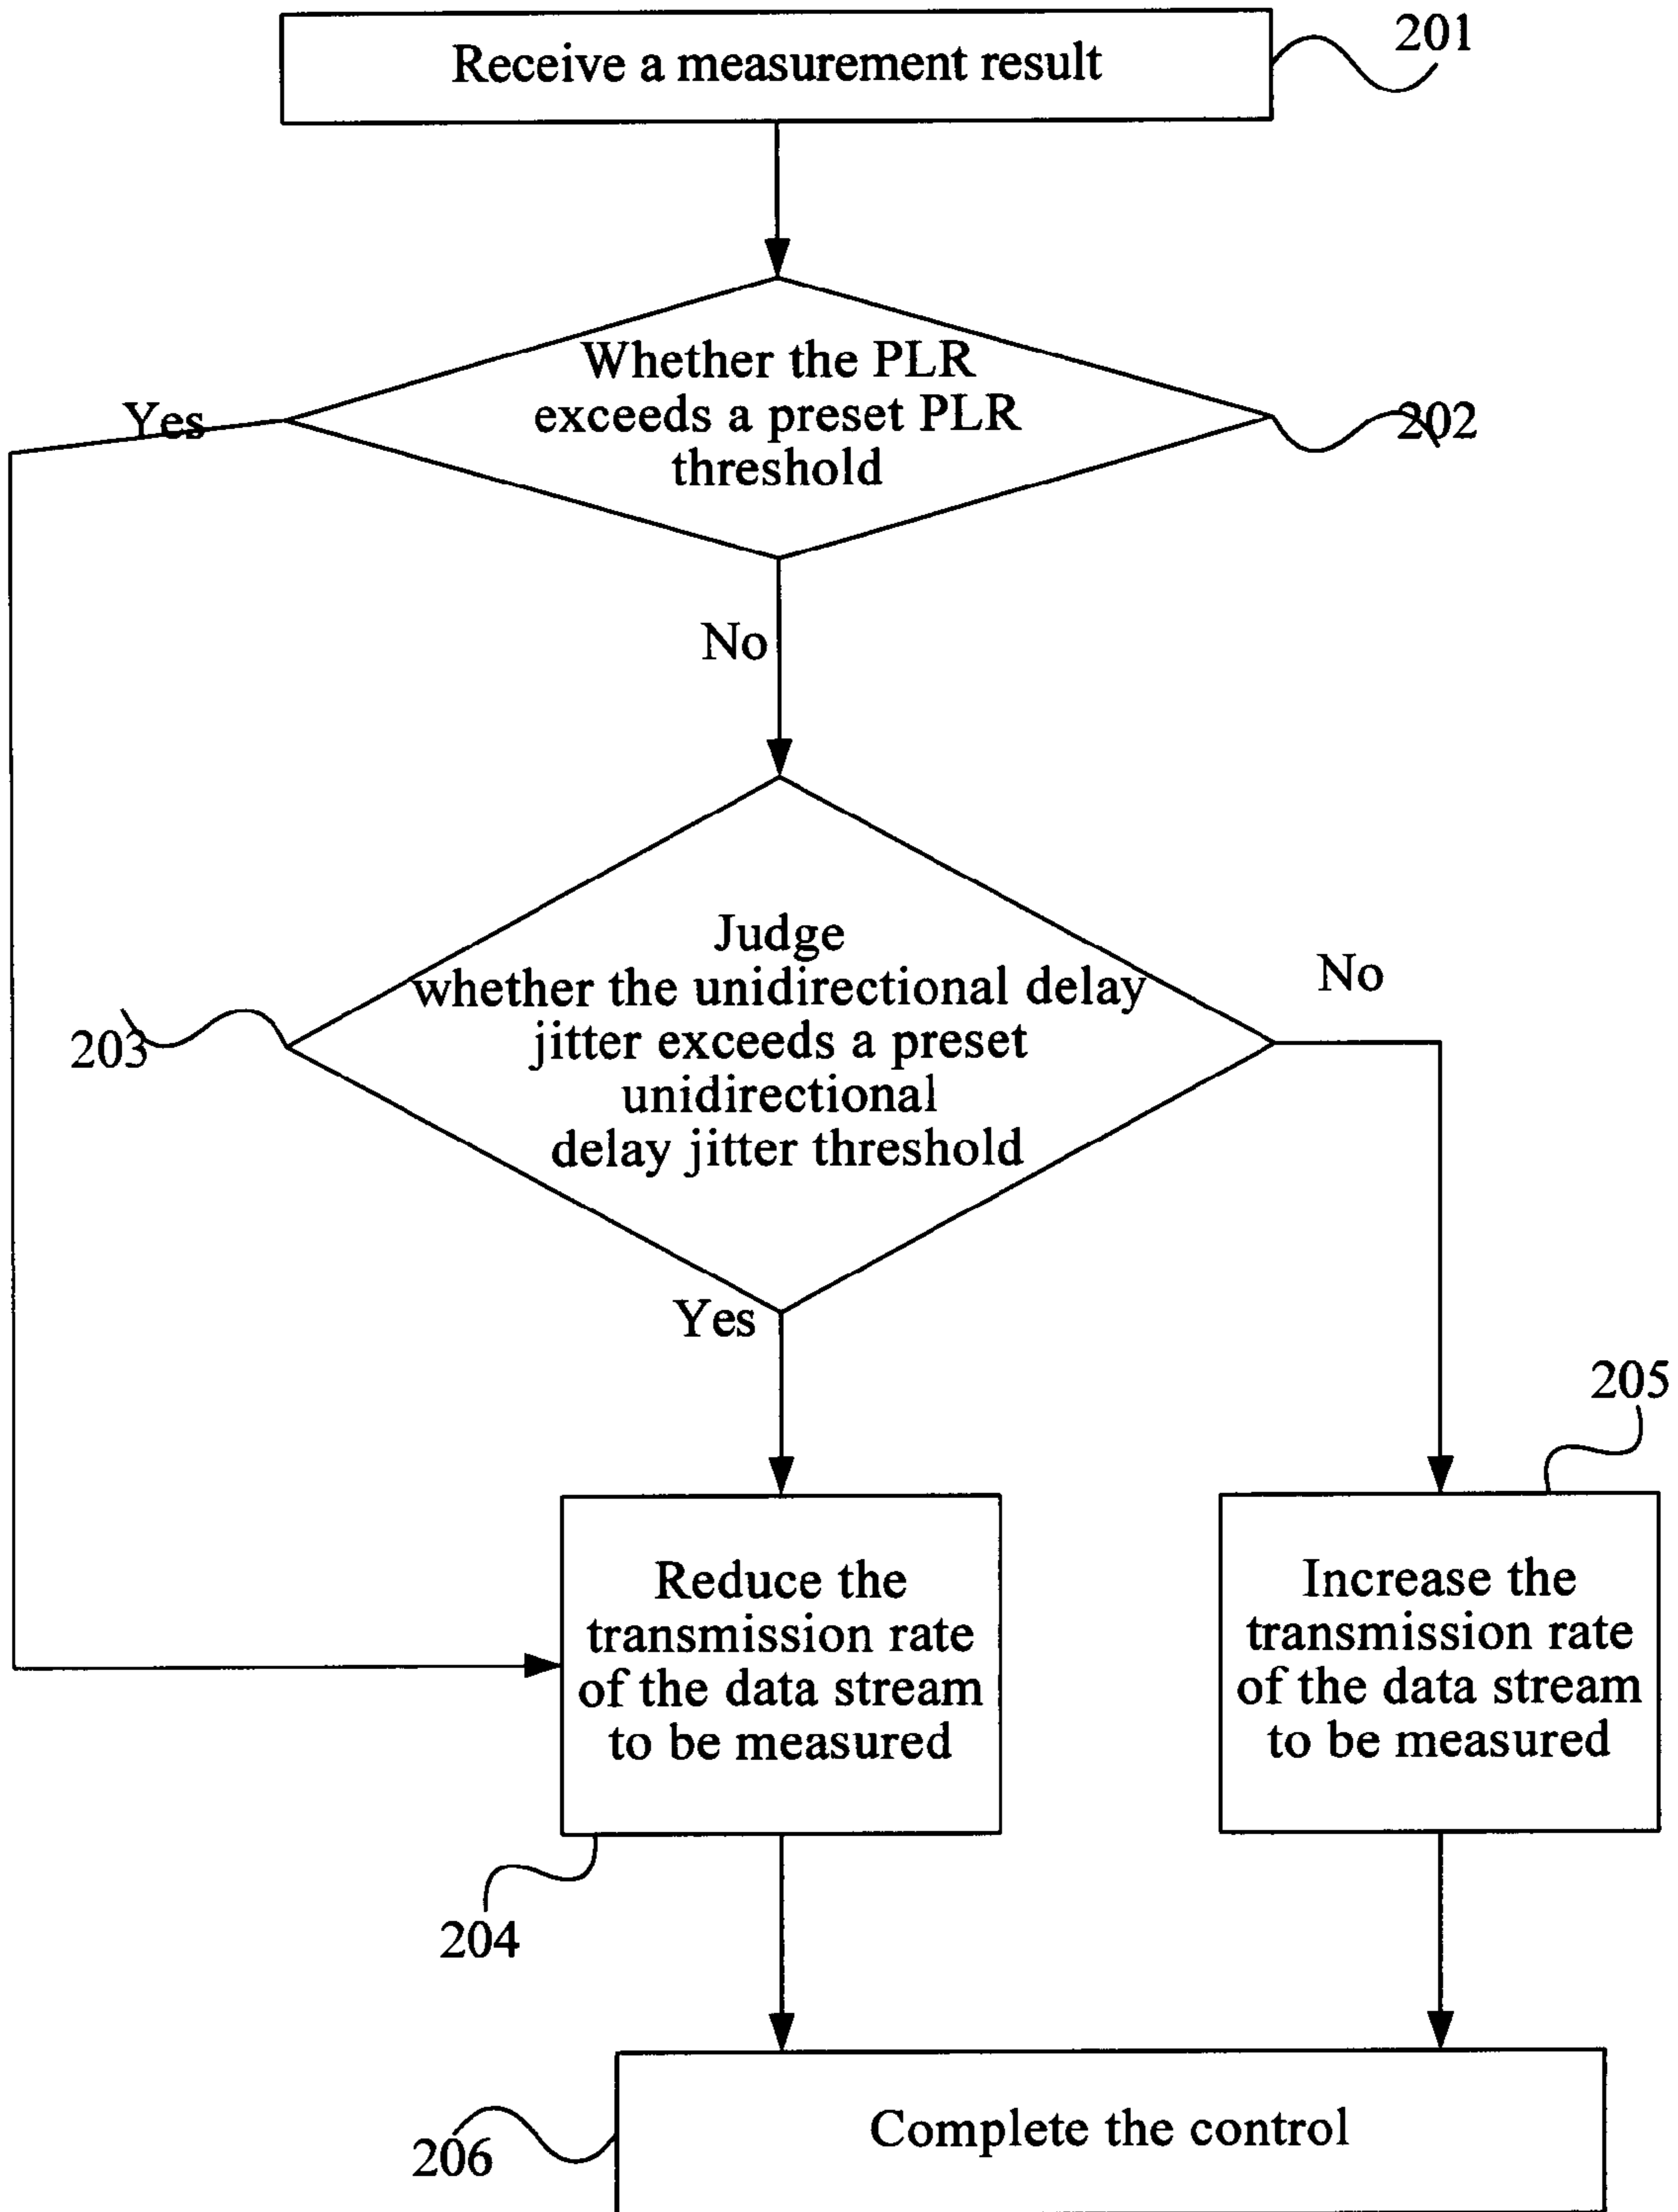 Receive a measurement result
201
Whether the PLR
exceeds a preset PLR
threshold
Yes
202
No
Judge
whether the unidirectional delay
jitter exceeds a preset
unidirectional
delay jitter threshold
No
203
Yes
205
Reduce the
transmission rate
of the data stream
to be measured
Increase the
transmission rate
of the data stream
to be measured
204
Complete the control
206